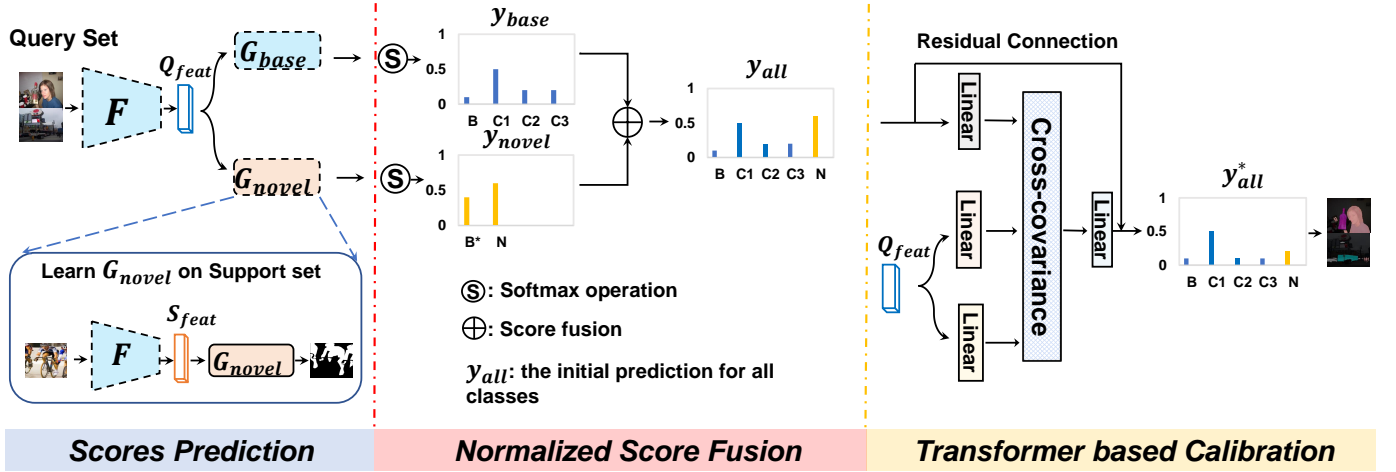 Query Set
Q_feat
F
G_base
G_novel
Learn G_novel on Support set
S_feat
F
G_novel
Scores Prediction
y_base
S
1
0.5
0
B C1 C2 C3
y_novel
S
1
0.5
0
B* N
y_all
1
0.5
0
B C1 C2 C3 N
S: Softmax operation
⊕: Score fusion
y_all: the initial prediction for all
classes
Normalized Score Fusion
Residual Connection
Linear
Linear
Linear
Q_feat
Cross-covariance
Linear
y*_all
1
0.5
0
B C1 C2 C3 N
Transformer based Calibration